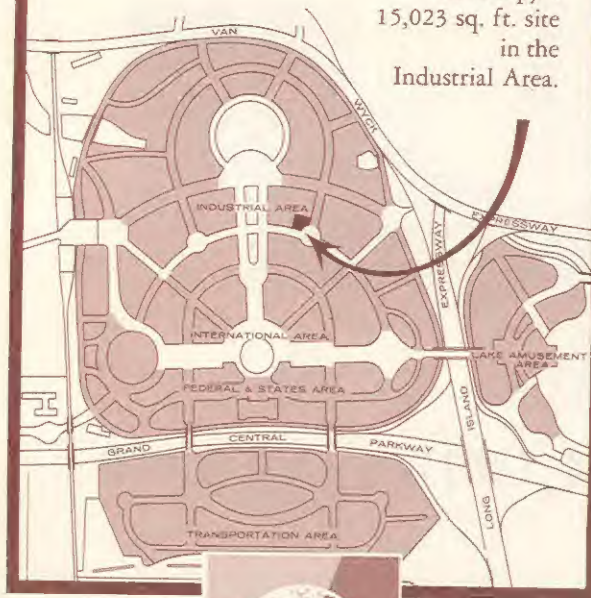 15,023 sq. ft. site
in the
Industrial Area.
VAN
WYCK
EXPRESSWAY
INDUSTRIAL AREA
EXPRESSWAY
INTERNATIONAL AREA
LAKE AMUSEMENT
AREA
FEDERAL & STATES AREA
ISLAND
GRAND
CENTRAL
PARKWAY
LONG
TRANSPORTATION AREA